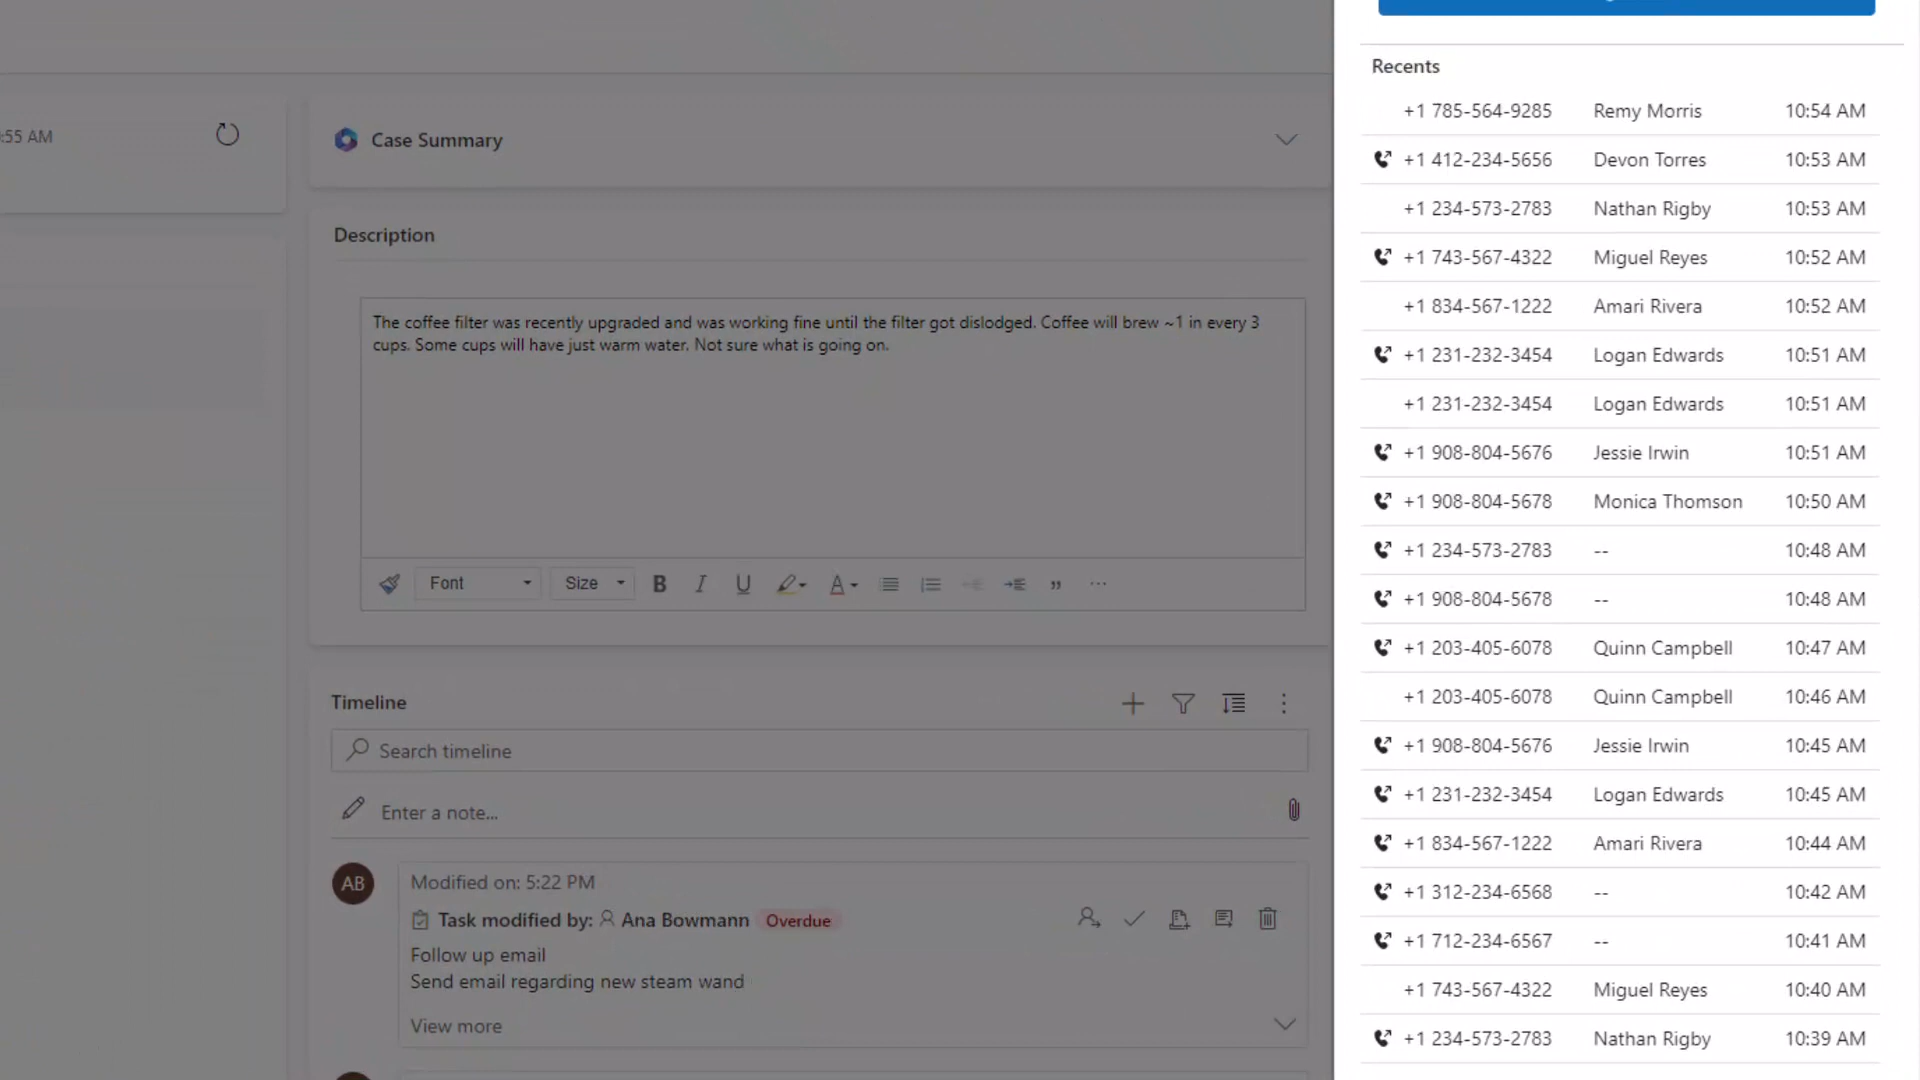 :55 AM
Case Summary
Description
The coffee filter was recently upgraded and was working fine until the filter got dislodged. Coffee will brew ~1 in every 3
cups. Some cups will have just warm water. Not sure what is going on.
Font Size B I U A
Timeline
Search timeline
Enter a note...
AB
Modified on: 5:22 PM
Task modified by: Ana Bowmann Overdue
Follow up email
Send email regarding new steam wand
View more
Recents
+1 785-564-9285 Remy Morris 10:54 AM
+1 412-234-5656 Devon Torres 10:53 AM
+1 234-573-2783 Nathan Rigby 10:53 AM
+1 743-567-4322 Miguel Reyes 10:52 AM
+1 834-567-1222 Amari Rivera 10:52 AM
+1 231-232-3454 Logan Edwards 10:51 AM
+1 231-232-3454 Logan Edwards 10:51 AM
+1 908-804-5676 Jessie Irwin 10:51 AM
+1 908-804-5678 Monica Thomson 10:50 AM
+1 234-573-2783 -- 10:48 AM
+1 908-804-5678 -- 10:48 AM
+1 203-405-6078 Quinn Campbell 10:47 AM
+1 203-405-6078 Quinn Campbell 10:46 AM
+1 908-804-5676 Jessie Irwin 10:45 AM
+1 231-232-3454 Logan Edwards 10:45 AM
+1 834-567-1222 Amari Rivera 10:44 AM
+1 312-234-6568 -- 10:42 AM
+1 712-234-6567 -- 10:41 AM
+1 743-567-4322 Miguel Reyes 10:40 AM
+1 234-573-2783 Nathan Rigby 10:39 AM